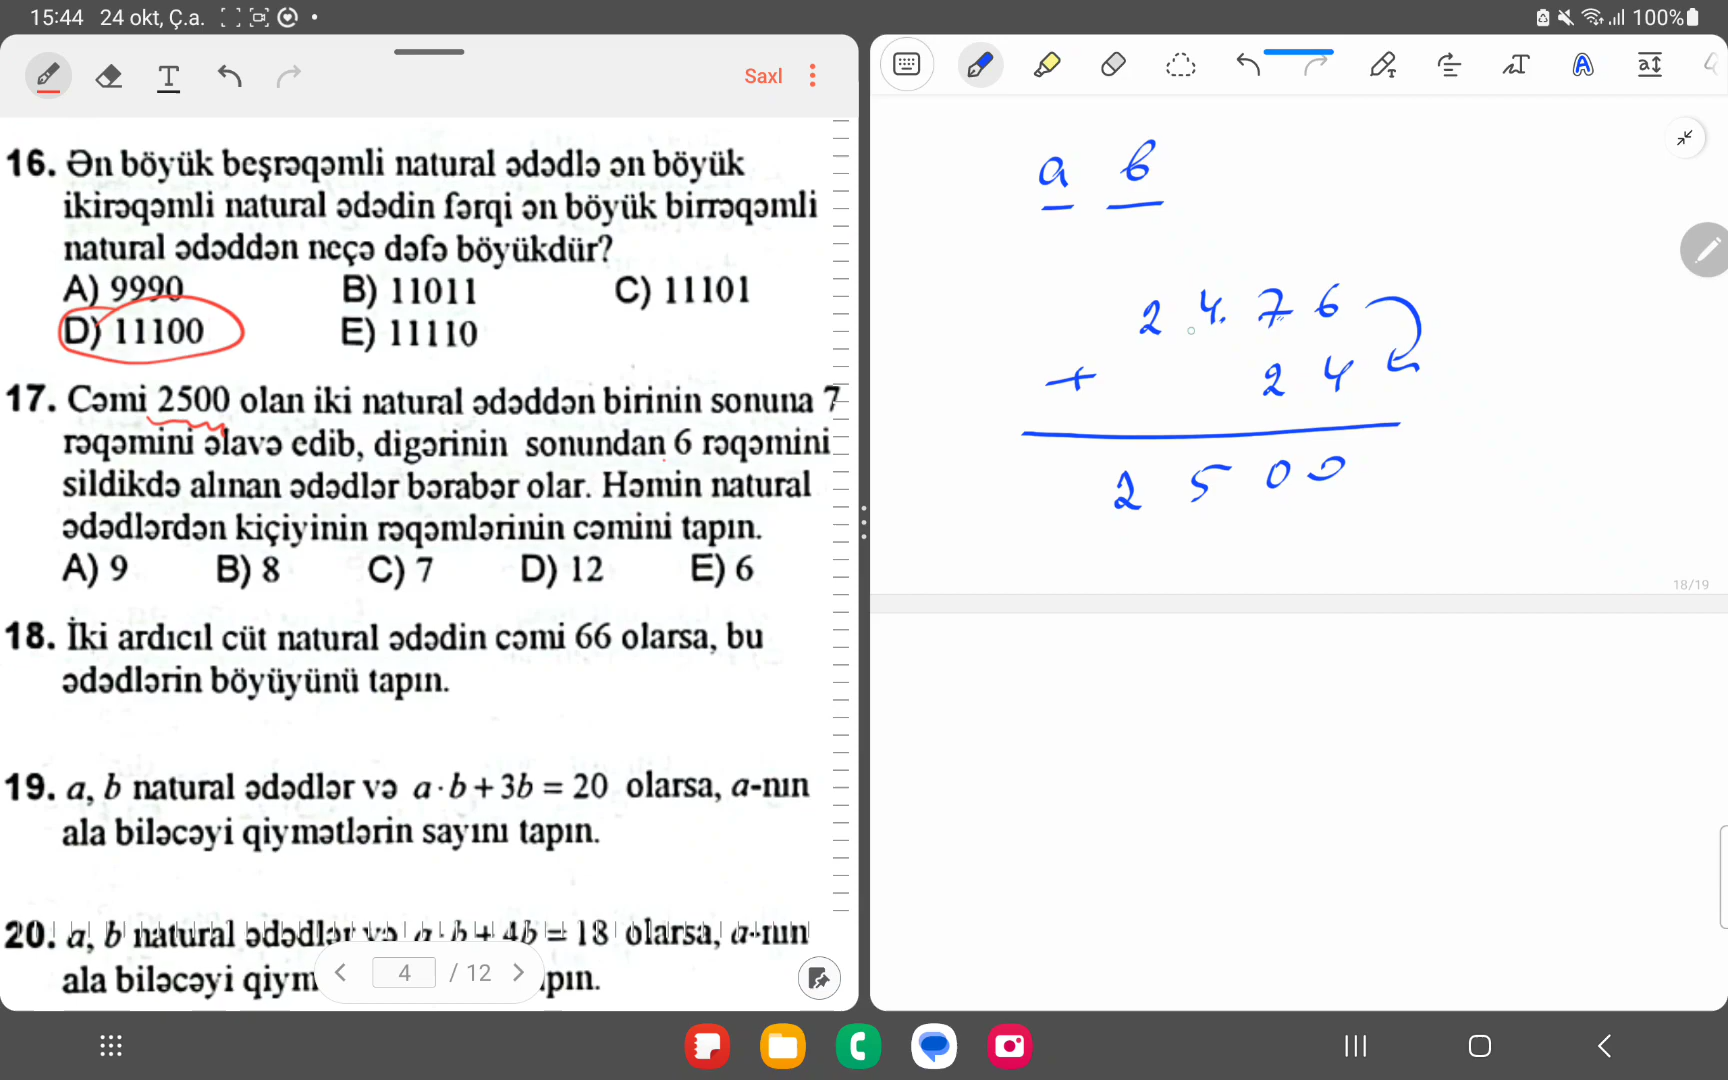 15:44 24 okt, Ç.a.
100%
Saxl
16. Ən böyük beşrəqəmli natural ədədlə ən böyük
ikirəqəmli natural ədədin fərqi ən böyük birrəqəmli
natural ədəddən neçə dəfə böyükdür?
A) 9990 B) 11011 C) 11101
D) 11100 E) 11110
17. Cəmi 2500 olan iki natural ədəddən birinin sonuna 7
rəqəmini əlavə edib, digərinin sonundan 6 rəqəmini
sildikdə alınan ədədlər bərabər olar. Həmin natural
ədədlərdən kiçiyinin rəqəmlərinin cəmini tapın.
A) 9 B) 8 C) 7 D) 12 E) 6
18. İki ardıcıl cüt natural ədədin cəmi 66 olarsa, bu
ədədlərin böyüyünü tapın.
19. a, b natural ədədlər və a · b + 3b = 20 olarsa, a-nın
ala biləcəyi qiymətlərin sayını tapın.
20. a, b natural ədədlər və a · b + 4b = 18 olarsa, a-nın
ala biləcəyi
4 / 12
a b
2 4. 7 6
+ 2 4
2 5 0 0
18/19